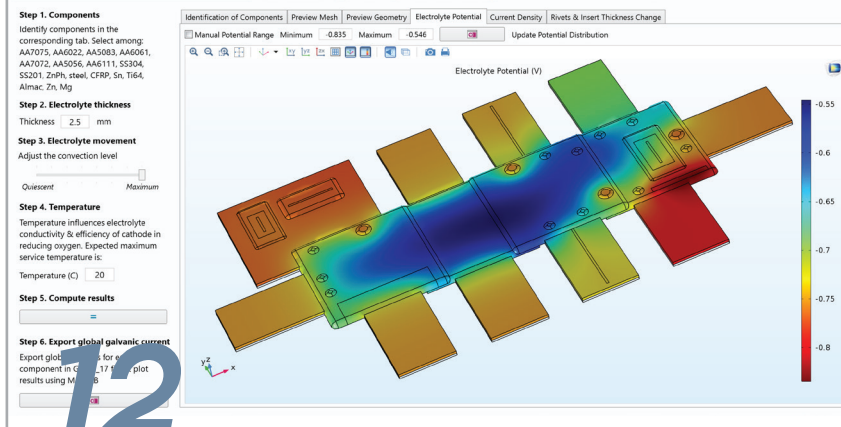 Step 1. Components
Identify components in the
corresponding tab. Select among:
AA7075, AA6022, AA5083, AA6061,
AA7072, AA5056, AA6111, SS304,
SS201, ZnPh, steel, CFRP, Sn, Ti64,
Almac, Zn, Mg
Step 2. Electrolyte thickness
Thickness 2.5 mm
Step 3. Electrolyte movement
Adjust the convection level
Quiescent Maximum
Step 4. Temperature
Temperature influences electrolyte
conductivity & efficiency of cathode in
reducing oxygen. Expected maximum
service temperature is:
Temperature (C) 20
Step 5. Compute results
=
Step 6. Export global galvanic current
Export
component in
results using
12
Identification of Components Preview Mesh Preview Geometry Electrolyte Potential Current Density Rivets & Insert Thickness Change
Manual Potential Range Minimum -0.835 Maximum -0.546 Update Potential Distribution
Electrolyte Potential (V)
-0.55
-0.6
-0.65
-0.7
-0.75
-0.8
y z x